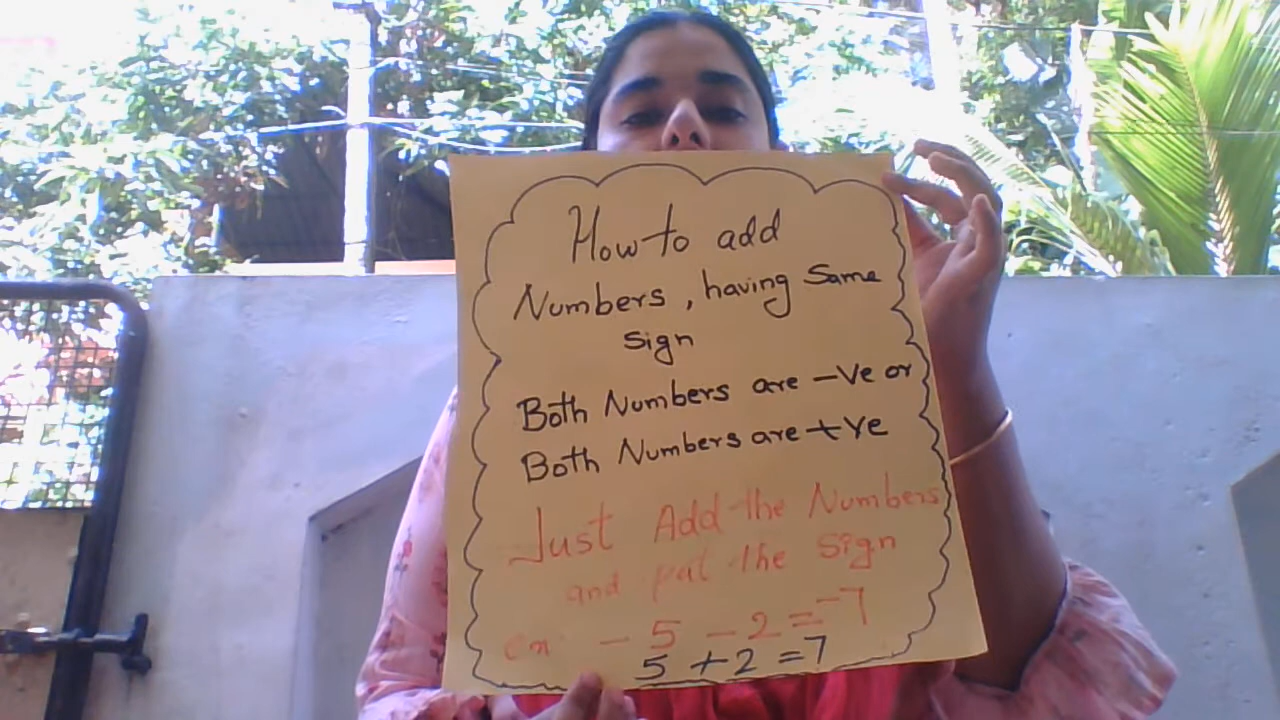 How to add
Numbers, having Same
Sign
Both Numbers are -Ve or
Both Numbers are +Ve
Just Add the Numbers
and put the Sign
Ex: - 5 - 2 = -7
5 + 2 = 7